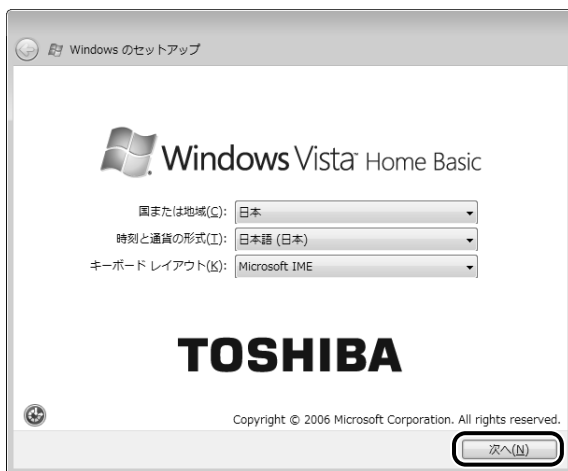 Windows のセットアップ
Windows Vista™ Home Basic
国または地域(C): 日本
時刻と通貨の形式(T): 日本語 (日本)
キーボード レイアウト(K): Microsoft IME
TOSHIBA
Copyright © 2006 Microsoft Corporation. All rights reserved.
次へ(N)